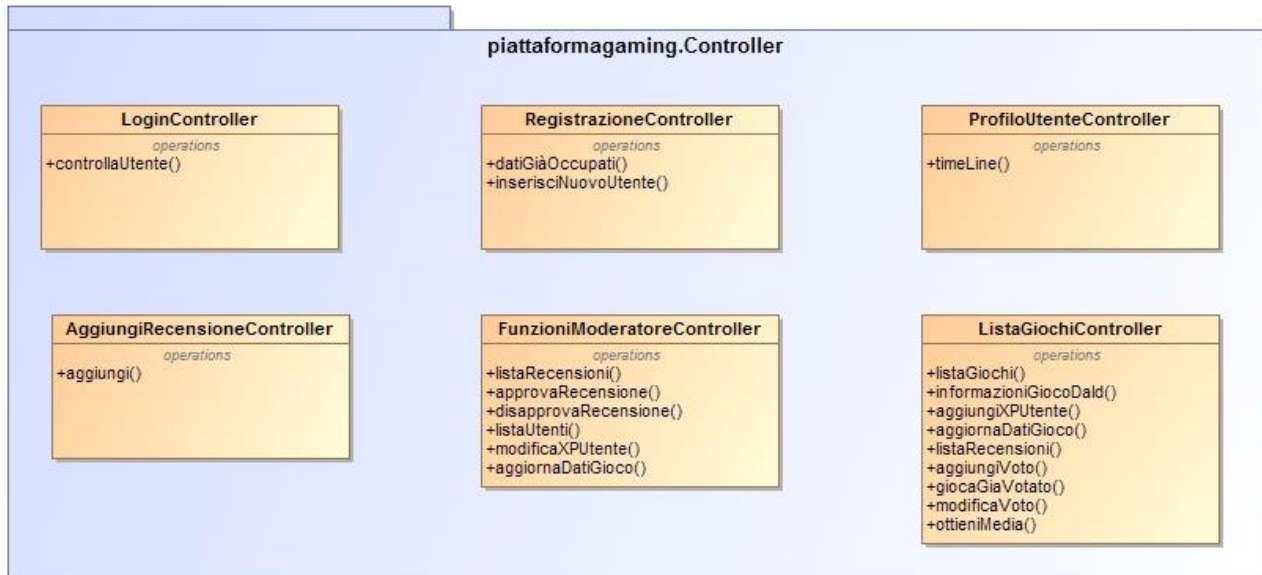 piattaformagaming.Controller
LoginController
operations
+controllaUtente()
RegistrazioneController
operations
+datiGiàOccupati()
+inserisciNuovoUtente()
ProfiloUtenteController
operations
+timeLine()
AggiungiRecensioneController
operations
+aggiungi()
FunzioniModeratoreController
operations
+listaRecensioni()
+approvaRecensione()
+disapprovaRecensione()
+listaUtenti()
+modificaXPUtente()
+aggiornaDatiGioco()
ListaGiochiController
operations
+listaGiochi()
+informazioniGiocoDaId()
+aggiungiXPUtente()
+aggiornaDatiGioco()
+listaRecensioni()
+aggiungiVoto()
+giocaGiaVotato()
+modificaVoto()
+ottieniMedia()